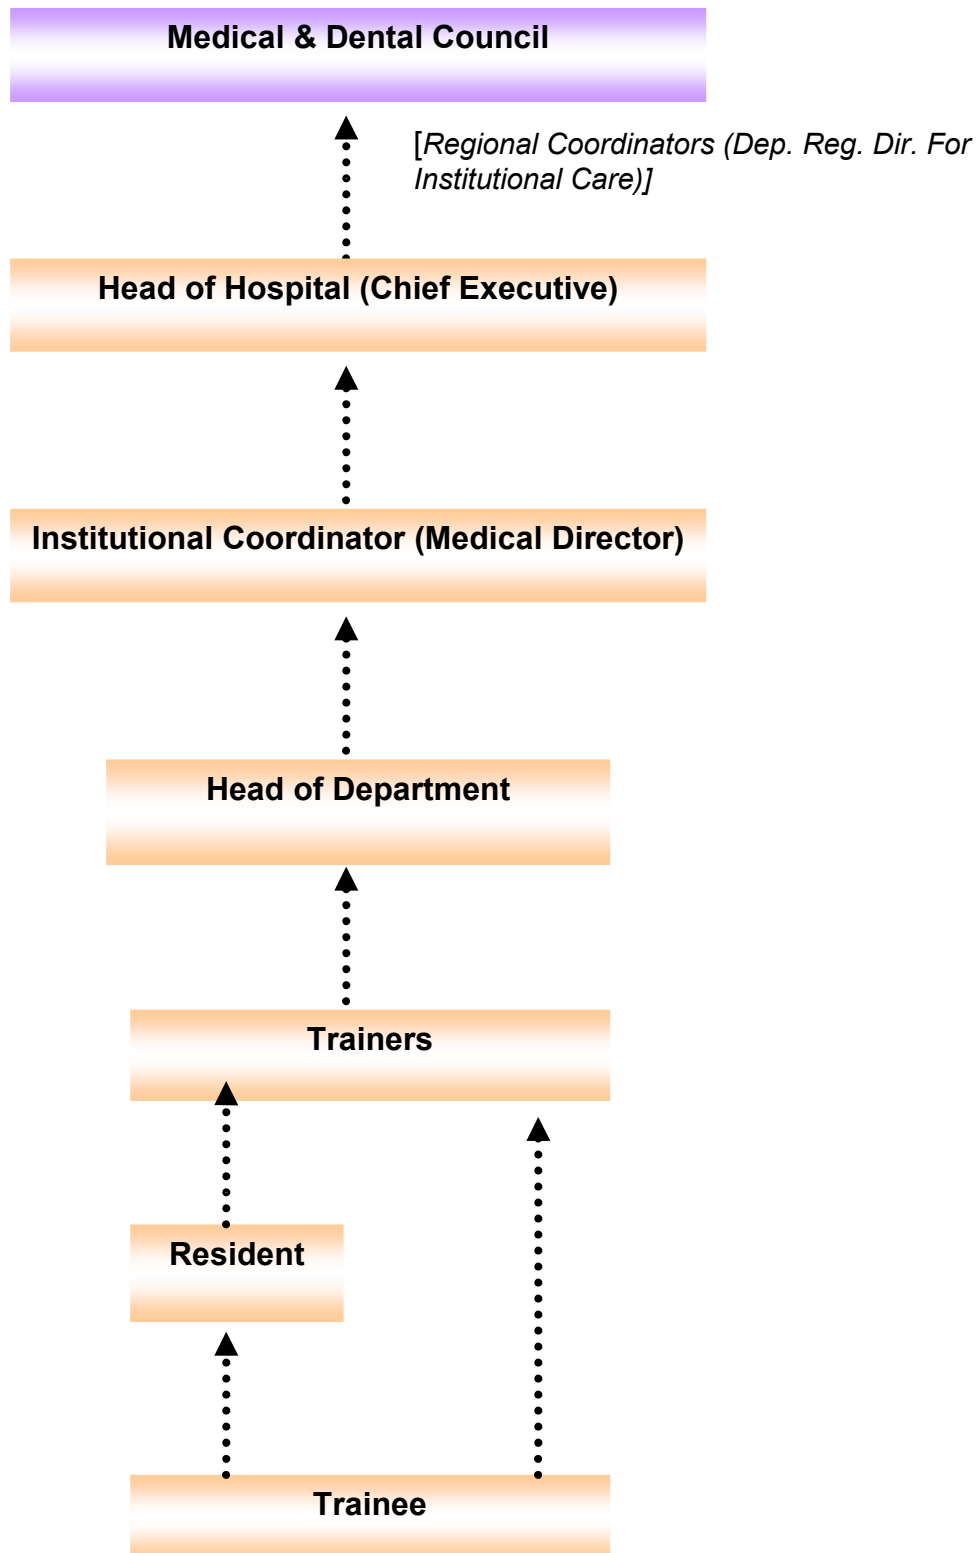 Medical & Dental Council
[Regional Coordinators (Dep. Reg. Dir. For
Institutional Care)]
Head of Hospital (Chief Executive)
Institutional Coordinator (Medical Director)
Head of Department
Trainers
Resident
Trainee